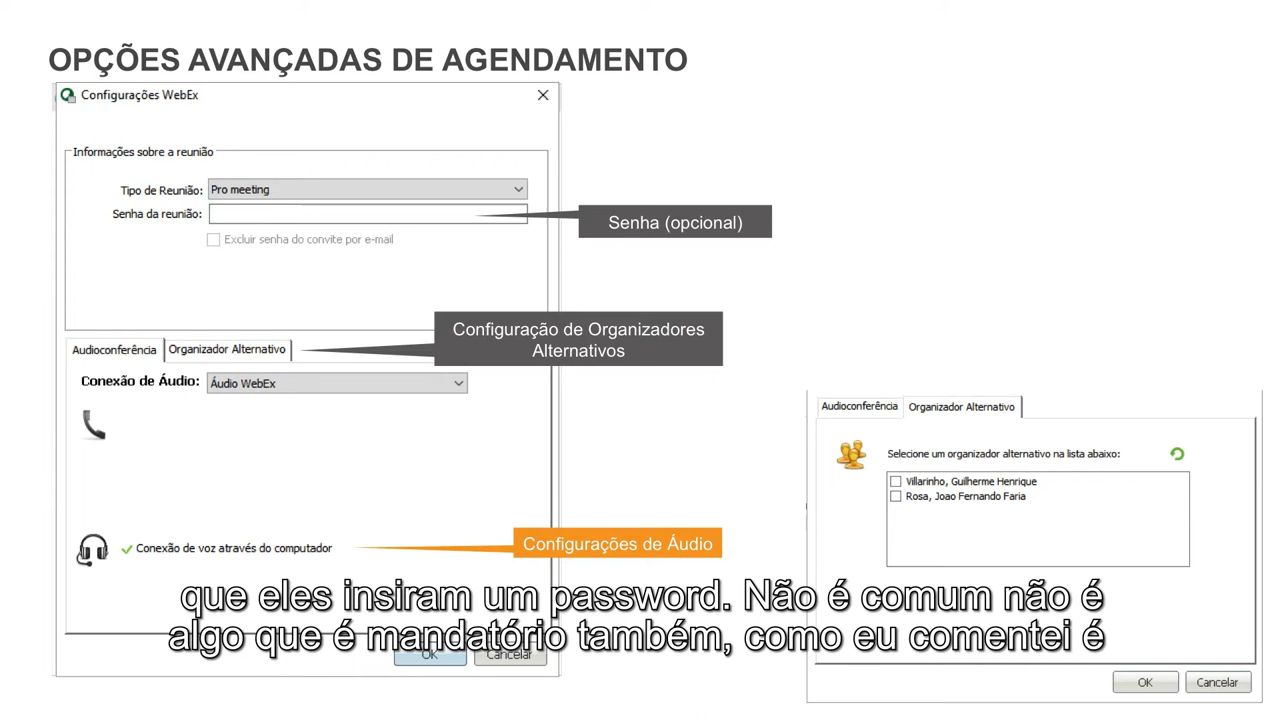 OPÇÕES AVANÇADAS DE AGENDAMENTO
Configurações WebEx
Informações sobre a reunião
Tipo de Reunião: Pro meeting
Senha da reunião:
Senha (opcional)
Excluir senha do convite por e-mail
Configuração de Organizadores
Alternativos
Audioconferência Organizador Alternativo
Conexão de Áudio: Áudio WebEx
Conexão de voz através do computador
Configurações de Áudio
Audioconferência Organizador Alternativo
Selecione um organizador alternativo na lista abaixo:
Villarinho, Guilherme Henrique
Rosa, Joao Fernando Faria
que eles insiram um password. Não é comum não é
algo que é mandatório também, como eu comentei é
OK Cancelar
OK Cancelar